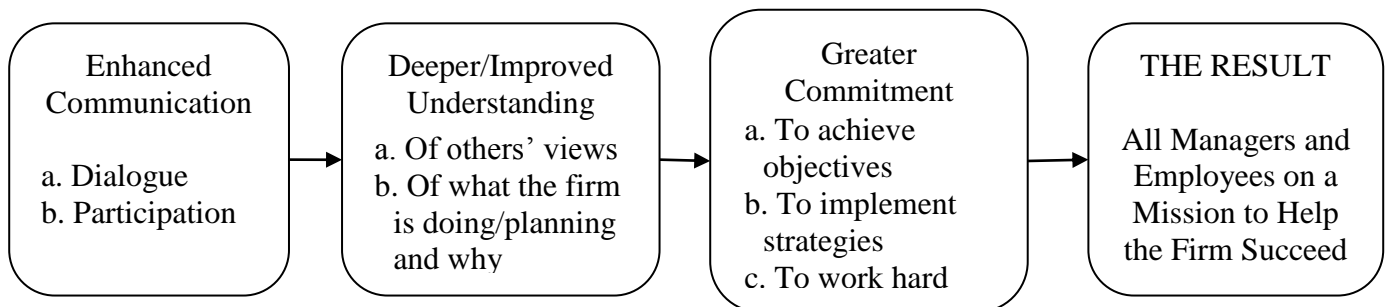 Enhanced
Communication
a. Dialogue
b. Participation
Deeper/Improved
Understanding
a. Of others’ views
b. Of what the firm
is doing/planning
and why
Greater
Commitment
a. To achieve
objectives
b. To implement
strategies
c. To work hard
THE RESULT
All Managers and
Employees on a
Mission to Help
the Firm Succeed